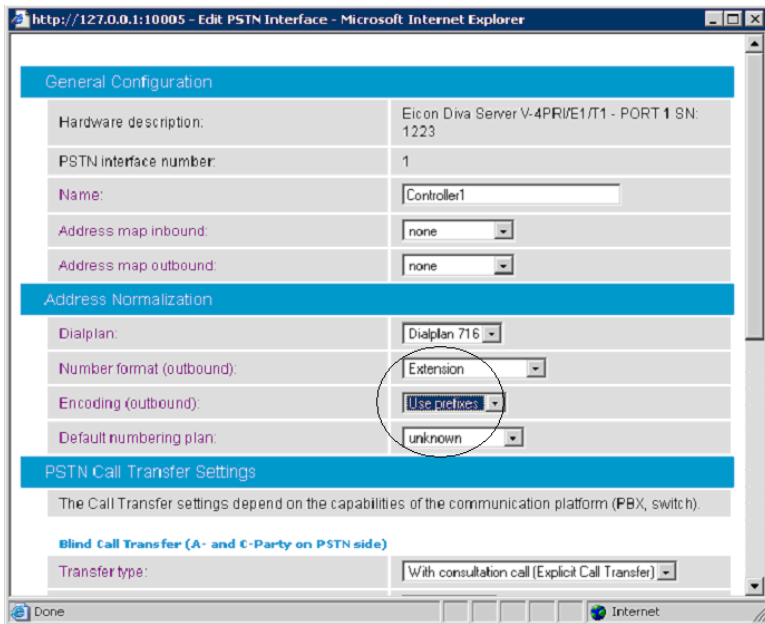 http://127.0.0.1:10005 - Edit PSTN Interface - Microsoft Internet Explorer
General Configuration
Hardware description:
Eicon Diva Server V-4PRI/E1/T1 - PORT 1 SN:
1223
PSTN interface number:
1
Name:
Controller1
Address map inbound:
none
Address map outbound:
none
Address Normalization
Dialplan:
Dialplan 716
Number format (outbound):
Extension
Encoding (outbound):
Use prefixes
Default numbering plan:
unknown
PSTN Call Transfer Settings
The Call Transfer settings depend on the capabilities of the communication platform (PBX, switch).
Blind Call Transfer (A- and C-Party on PSTN side)
Transfer type:
With consultation call (Explicit Call Transfer)
Done
Internet